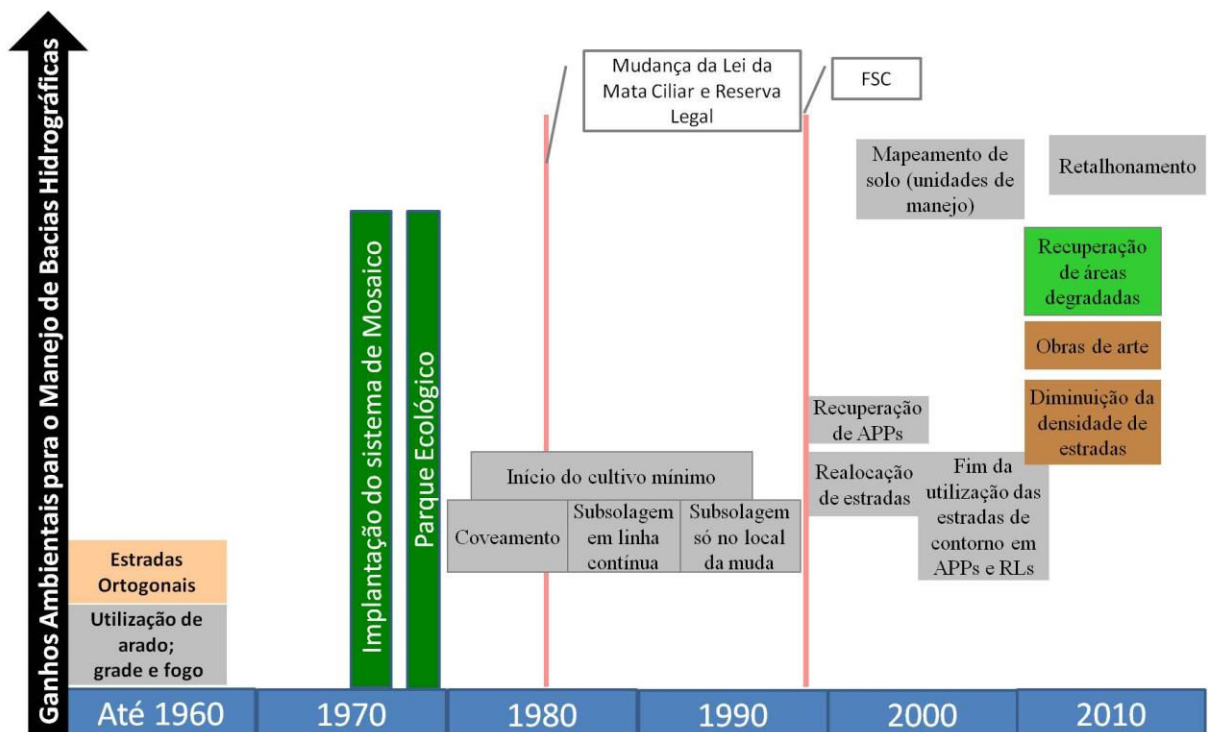 Ganhos Ambientais para o Manejo de Bacias Hidrográficas
Mudança da Lei da
Mata Ciliar e Reserva
Legal
FSC
Mapeamento de
solo (unidades de
manejo)
Retalhonamento
Recuperação
de áreas
degradadas
Obras de arte
Diminuição da
densidade de
estradas
Implantação do sistema de Mosaico
Parque Ecológico
Recuperação
de APPs
Início do cultivo mínimo
Realocação
de estradas
Fim da
utilização das
estradas de
contorno em
APPs e RLs
Coveamento
Subsolagem
em linha
contínua
Subsolagem
só no local
da muda
Estradas
Ortogonais
Utilização de
arado;
grade e fogo
Até 1960
1970
1980
1990
2000
2010